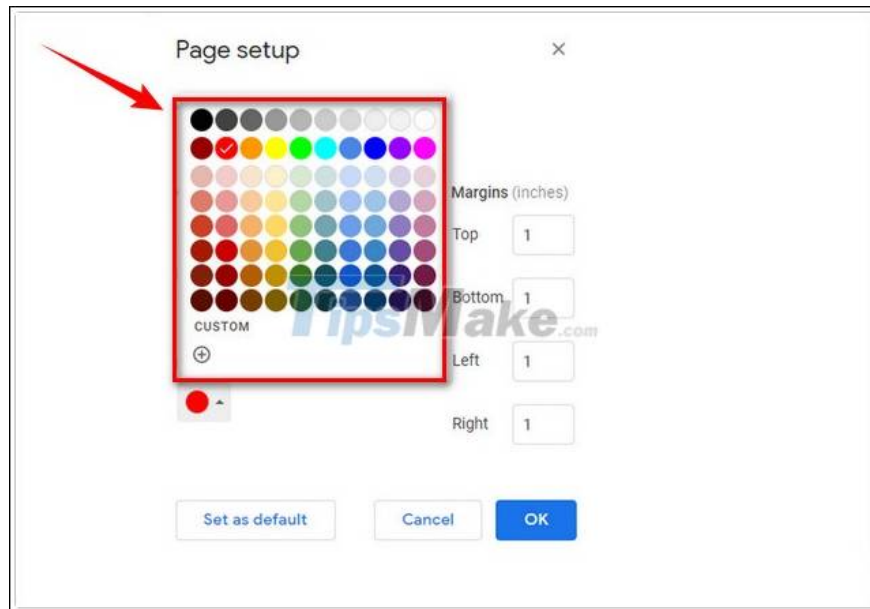 Page setup
Margins (inches)
Top 1
Bottom 1
CUSTOM
TipsMake.com
Left 1
Right 1
Set as default Cancel OK